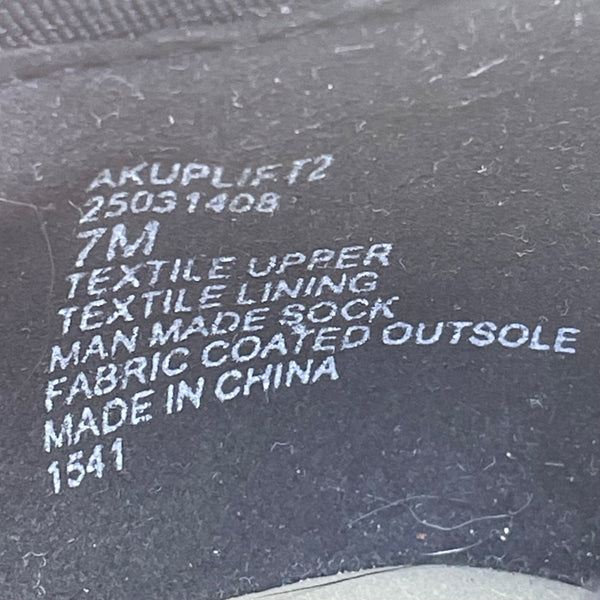 AKUPLIFT2
25031408
7M
TEXTILE UPPER
TEXTILE LINING
MAN MADE SOCK
FABRIC COATED OUTSOLE
MADE IN CHINA
1541